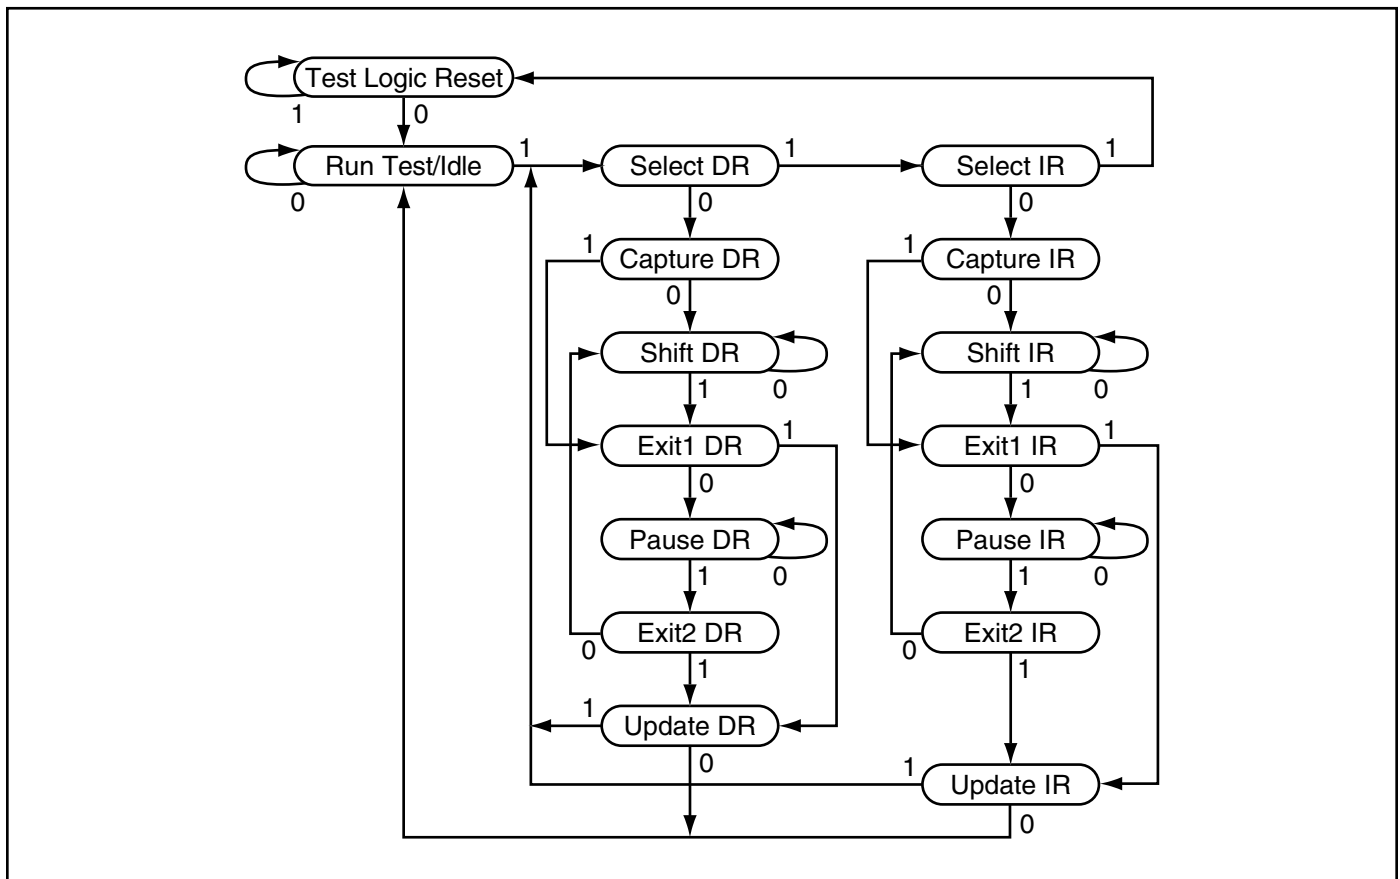 Test Logic Reset
1
0
Run Test/Idle
1
0
Select DR
1
Select IR
1
0
0
1
Capture DR
1
Capture IR
0
0
Shift DR
Shift IR
1
0
1
0
Exit1 DR
1
Exit1 IR
1
0
0
Pause DR
Pause IR
1
0
1
0
Exit2 DR
Exit2 IR
0
1
0
1
1
Update DR
0
1
Update IR
0